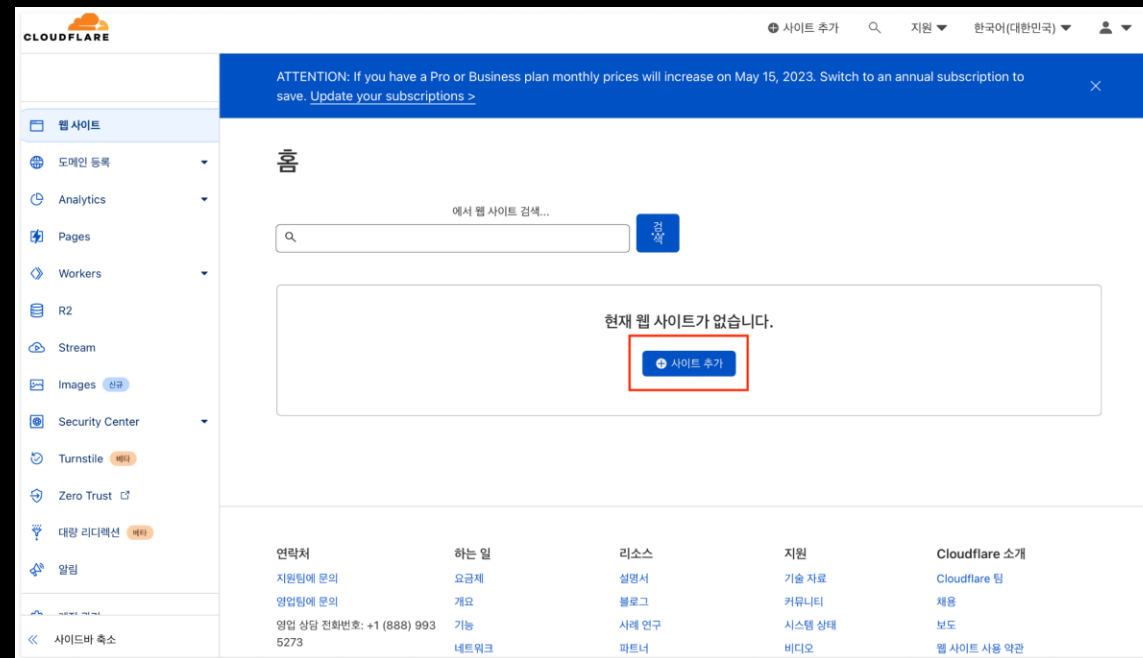 CLOUDFLARE
사이트 추가
지원
한국어(대한민국)
ATTENTION: If you have a Pro or Business plan monthly prices will increase on May 15, 2023. Switch to an annual subscription to
save. Update your subscriptions >
웹 사이트
도메인 등록
Analytics
Pages
Workers
R2
Stream
Images 신규
Security Center
Turnstile 베타
Zero Trust
대량 리디렉션 베타
알림
사이드바 축소
홈
에서 웹 사이트 검색...
검
색
현재 웹 사이트가 없습니다.
사이트 추가
연락처
지원팀에 문의
영업팀에 문의
영업 상담 전화번호: +1 (888) 993
5273
하는 일
요금제
개요
기능
네트워크
리소스
설명서
블로그
사례 연구
파트너
지원
기술 자료
커뮤니티
시스템 상태
비디오
Cloudflare 소개
Cloudflare 팀
채용
보도
웹 사이트 사용 약관